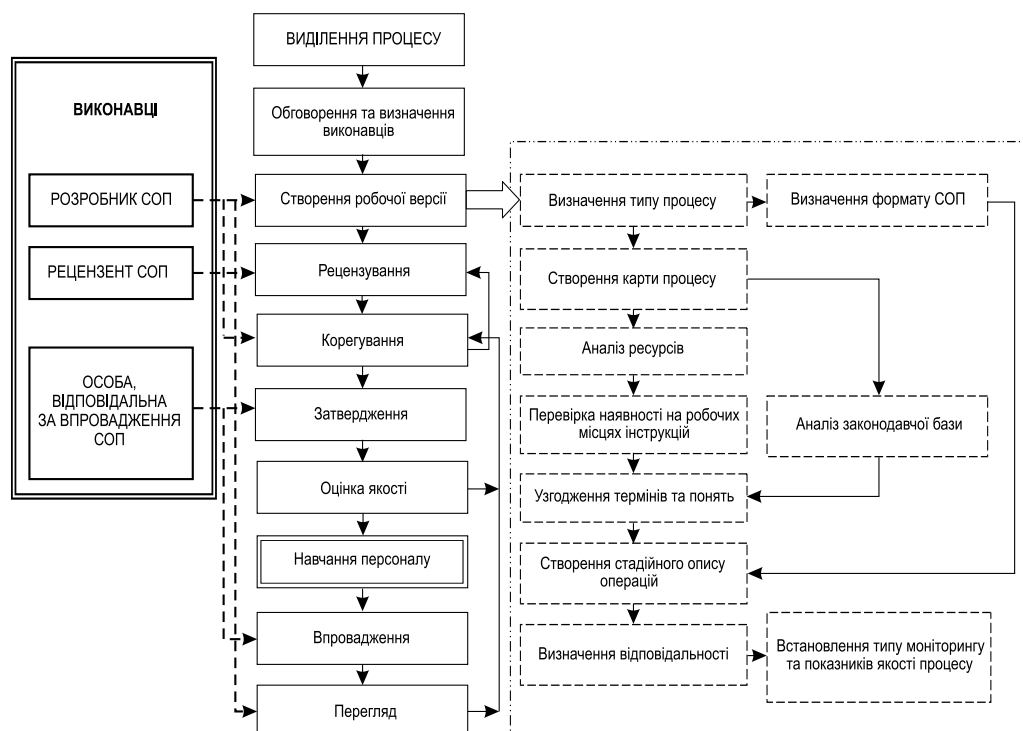 ВИДІЛЕННЯ ПРОЦЕСУ
Обговорення та визначення
виконавців
ВИКОНАВЦІ
РОЗРОБНИК СОП
РЕЦЕНЗЕНТ СОП
ОСОБА,
ВІДПОВІДАЛЬНА
ЗА ВПРОВАДЖЕННЯ
СОП
Створення робочої версії
Рецензування
Корегування
Затвердження
Оцінка якості
Навчання персоналу
Впровадження
Перегляд
Визначення типу процесу
Визначення формату СОП
Створення карти процесу
Аналіз ресурсів
Перевірка наявності на робочих
місцях інструкцій
Аналіз законодавчої бази
Узгодження термінів та понять
Створення стадійного опису
операцій
Визначення відповідальності
Встановлення типу моніторингу
та показників якості процесу